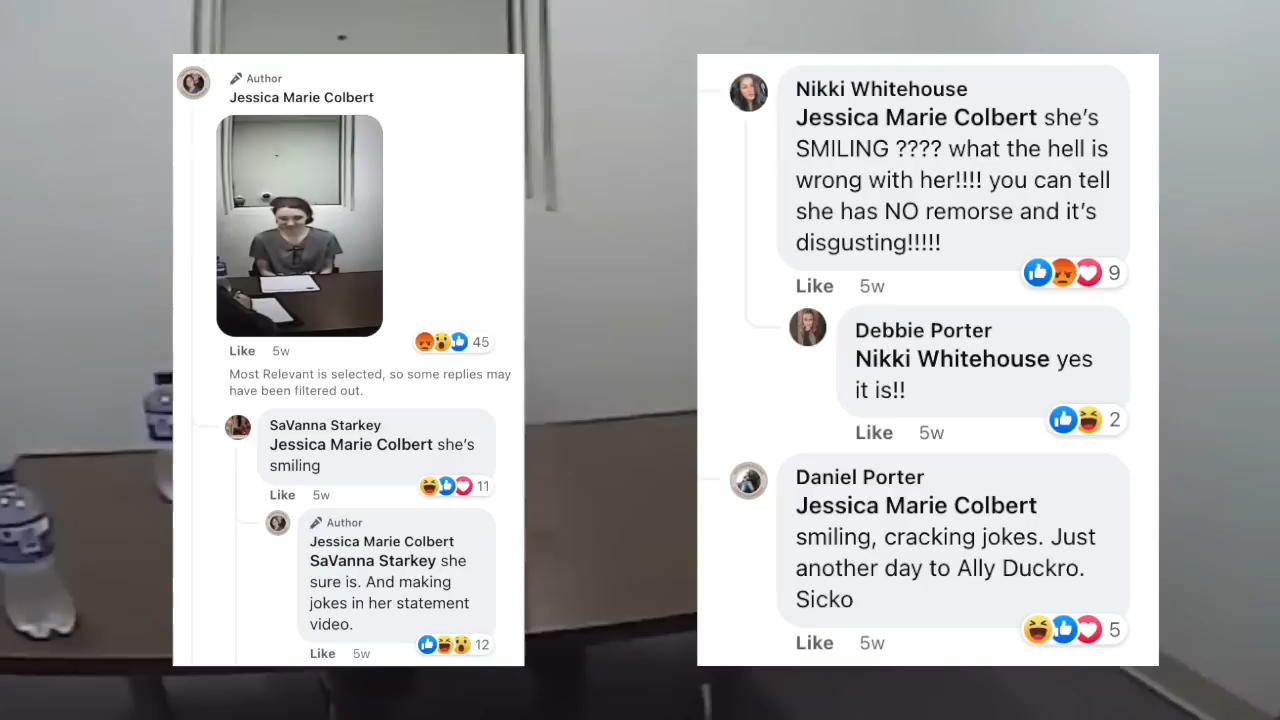 Author
Jessica Marie Colbert
Like 5w
45
Most Relevant is selected, so some replies may
have been filtered out.
SaVanna Starkey
Jessica Marie Colbert she's
smiling
Like 5w
11
Author
Jessica Marie Colbert
SaVanna Starkey she
sure is. And making
jokes in her statement
video.
Like 5w
12
Nikki Whitehouse
Jessica Marie Colbert she's
SMILING ???? what the hell is
wrong with her!!!! you can tell
she has NO remorse and it's
disgusting!!!!!
Like 5w
9
Debbie Porter
Nikki Whitehouse yes
it is!!
Like 5w
2
Daniel Porter
Jessica Marie Colbert
smiling, cracking jokes. Just
another day to Ally Duckro.
Sicko
Like 5w
5